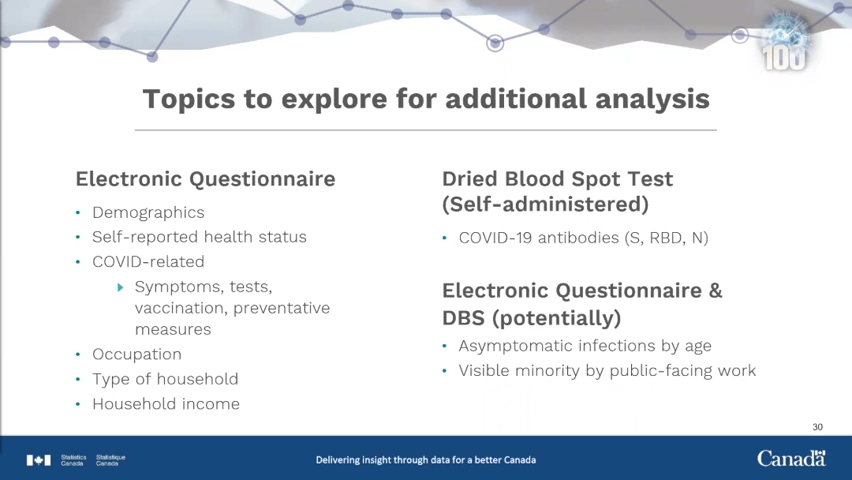 100
Topics to explore for additional analysis
Electronic Questionnaire
• Demographics
• Self-reported health status
• COVID-related
Symptoms, tests,
vaccination, preventative
measures
• Occupation
• Type of household
• Household income
Dried Blood Spot Test
(Self-administered)
• COVID-19 antibodies (S, RBD, N)
Electronic Questionnaire &
DBS (potentially)
• Asymptomatic infections by age
• Visible minority by public-facing work
30
Statistics Statistique
Canada Canada
Delivering insight through data for a better Canada
Canada